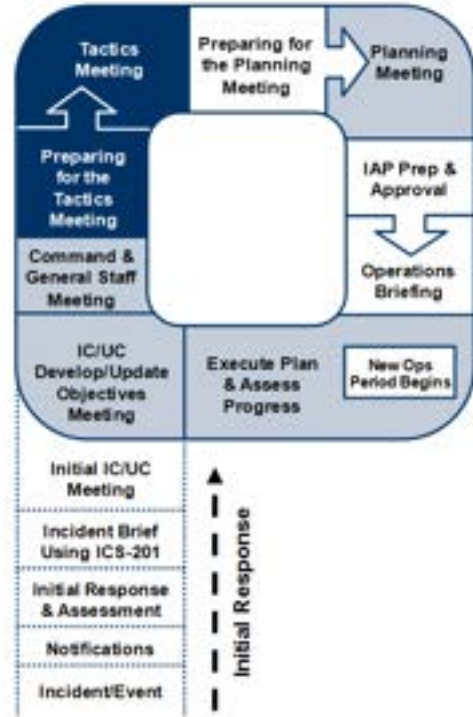 Tactics
Meeting
Preparing for
the Planning
Meeting
Planning
Meeting
Preparing
for the
Tactics
Meeting
IAP Prep &
Approval
Command &
General Staff
Meeting
Operations
Briefing
IC/UC
Develop/Update
Objectives
Meeting
Execute Plan
& Assess
Progress
New Ops
Period Begins
Initial IC/UC
Meeting
Incident Brief
Using ICS-201
Initial Response
& Assessment
Notifications
Incident/Event
Initial Response